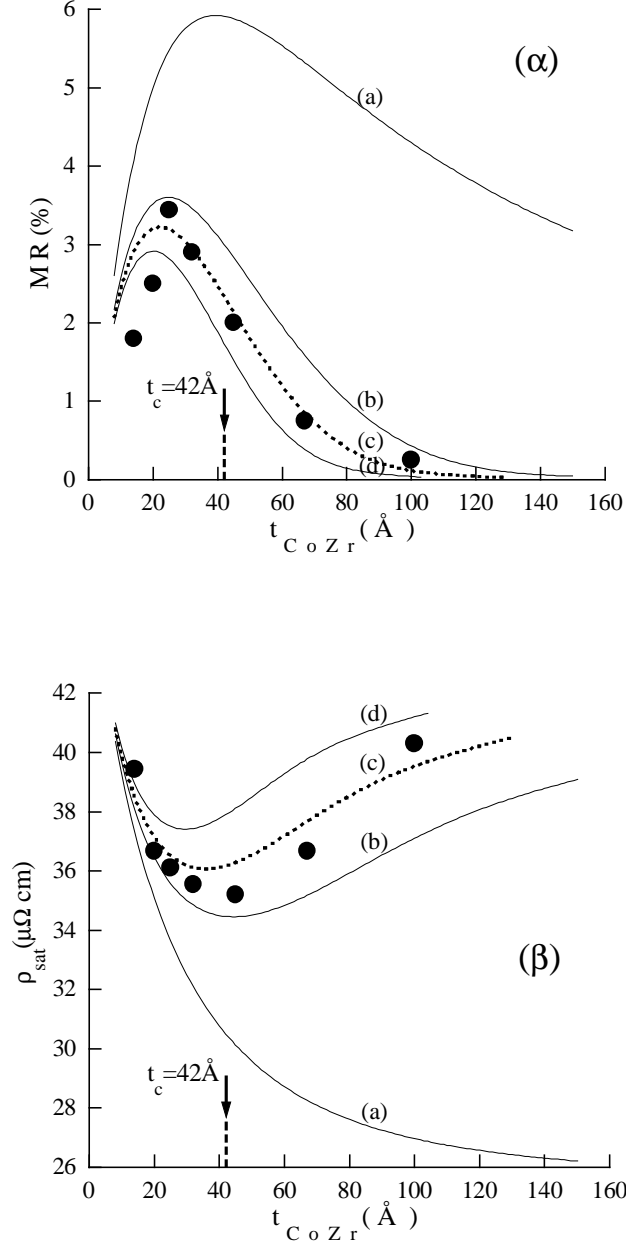 6
(α)
5
(a)
4
MR (%)
3
2
t_c=42Å
1
(b)
(c)
(d)
0
0 20 40 60 80 100 120 140 160
t_CoZr (Å)
42
(d)
40
(c)
38
(b)
36
ρ_sat(μΩ cm)
34
(β)
32
30
t_c=42Å
28
(a)
26
0 20 40 60 80 100 120 140 160
t_CoZr (Å)